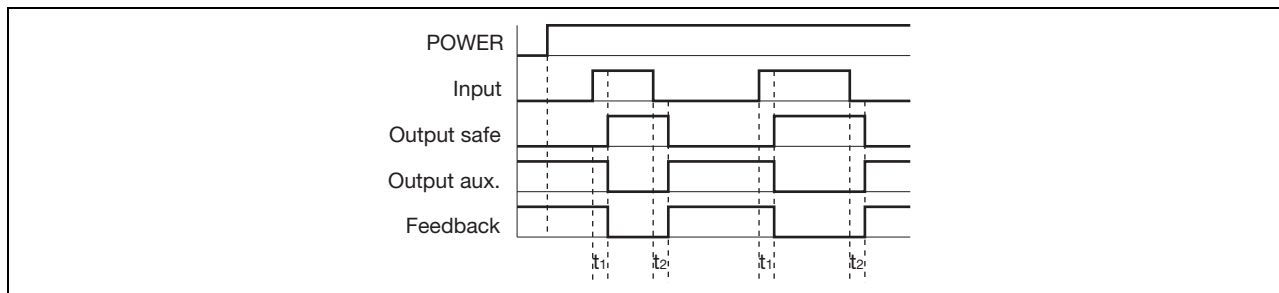 POWER
Input
Output safe
Output aux.
Feedback
t1 t2 t1 t2